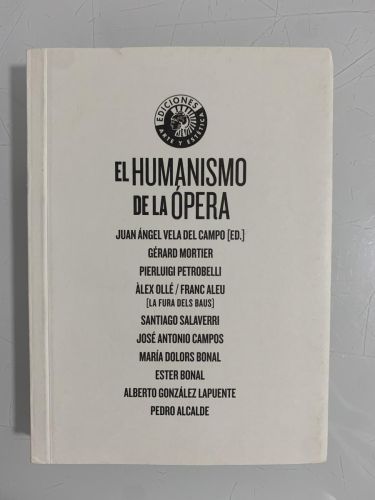 EDICIONES
ARTE Y ESTÉTICA
EL HUMANISMO
DE LA ÓPERA
JUAN ÁNGEL VELA DEL CAMPO [ED.]
GÉRARD MORTIER
PIERLUIGI PETROBELLI
ÀLEX OLLÉ / FRANC ALEU
[LA FURA DELS BAUS]
SANTIAGO SALAVERRI
JOSÉ ANTONIO CAMPOS
MARÍA DOLORS BONAL
ESTER BONAL
ALBERTO GONZÁLEZ LAPUENTE
PEDRO ALCALDE